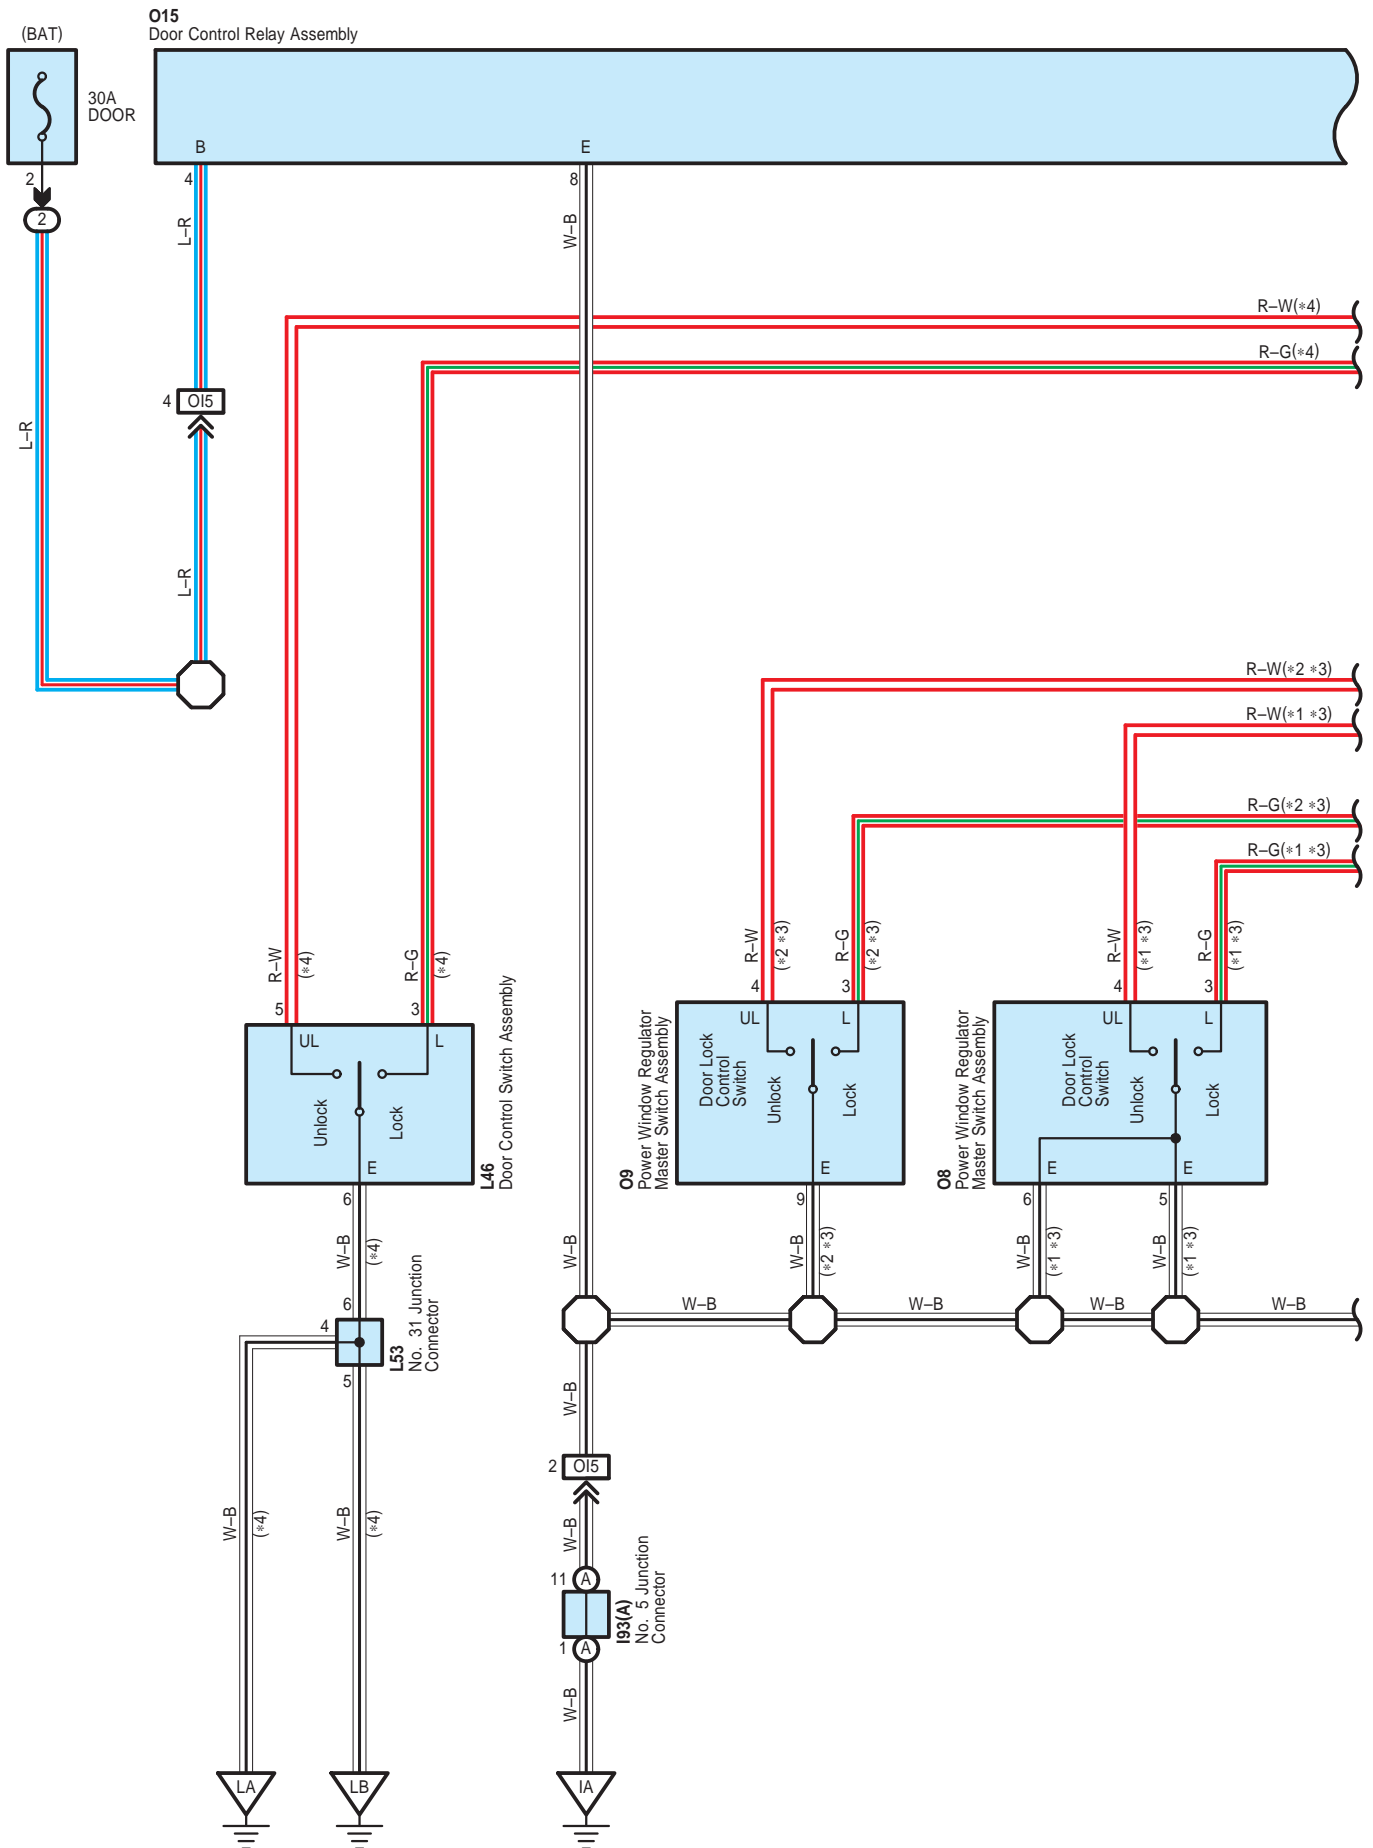 (BAT)
O15
Door Control Relay Assembly
30A
DOOR
B
E
2
4
8
2
L–R
W–B
R–W(*4)
R–G(*4)
4
OI5
L–R
L–R
R–W(*2 *3)
R–W(*1 *3)
R–G(*2 *3)
R–G(*1 *3)
R–W
(*4)
R–G
(*4)
R–W
(*2 *3)
R–G
(*2 *3)
R–W
(*1 *3)
R–G
(*1 *3)
5
3
4
3
4
3
UL
L
Unlock
Lock
E
L46
Door Control Switch Assembly
O9
Power Window Regulator
Master Switch Assembly
UL
L
Door Lock
Control
Switch
Unlock
Lock
E
O8
Power Window Regulator
Master Switch Assembly
UL
L
Door Lock
Control
Switch
Unlock
Lock
E
E
6
9
6
5
W–B
(*4)
W–B
W–B
(*2 *3)
W–B
(*1 *3)
W–B
(*1 *3)
6
4
5
L53
No. 31 Junction
Connector
W–B
W–B
W–B
W–B
W–B
2
OI5
W–B
(*4)
W–B
(*4)
W–B
11
A
I93(A)
No. 5 Junction
Connector
1
A
W–B
LA
LB
IA